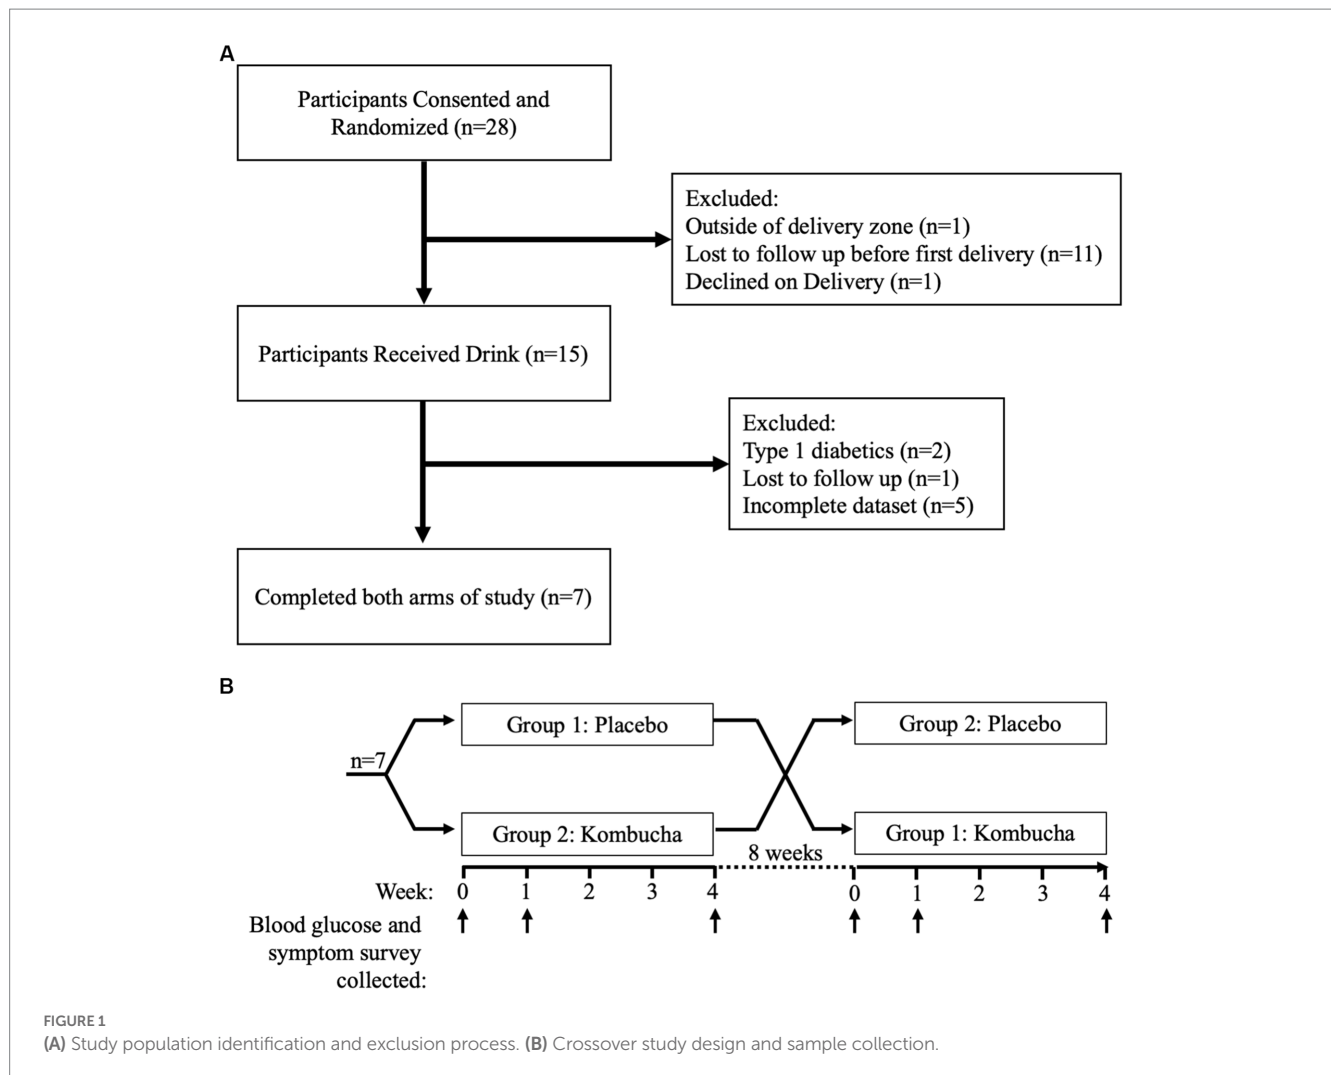 A
Participants Consented and
Randomized (n=28)
Excluded:
Outside of delivery zone (n=1)
Lost to follow up before first delivery (n=11)
Declined on Delivery (n=1)
Participants Received Drink (n=15)
Excluded:
Type 1 diabetics (n=2)
Lost to follow up (n=1)
Incomplete dataset (n=5)
Completed both arms of study (n=7)
B
n=7
Group 1: Placebo
Group 2: Placebo
Group 2: Kombucha
Group 1: Kombucha
8 weeks
Week: 0 1 2 3 4 0 1 2 3 4
Blood glucose and
symptom survey
collected:
FIGURE 1
(A) Study population identification and exclusion process. (B) Crossover study design and sample collection.